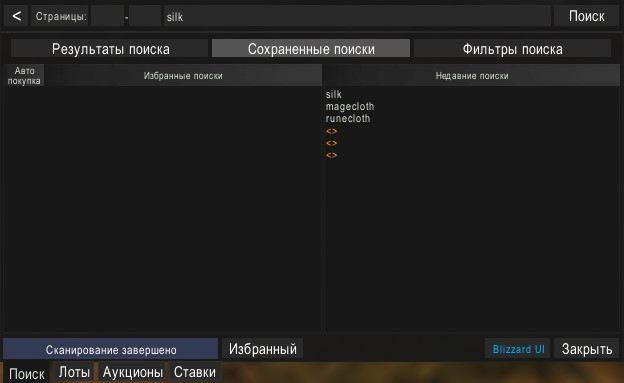 < Страницы: - silk Поиск
Результаты поиска Сохраненные поиски Фильтры поиска
Авто
покупка
Избранные поиски
Недавние поиски
silk
magecloth
runecloth
<>
<>
<>
Сканирование завершено Избранный Blizzard UI Закрыть
Поиск Лоты Аукционы Ставки